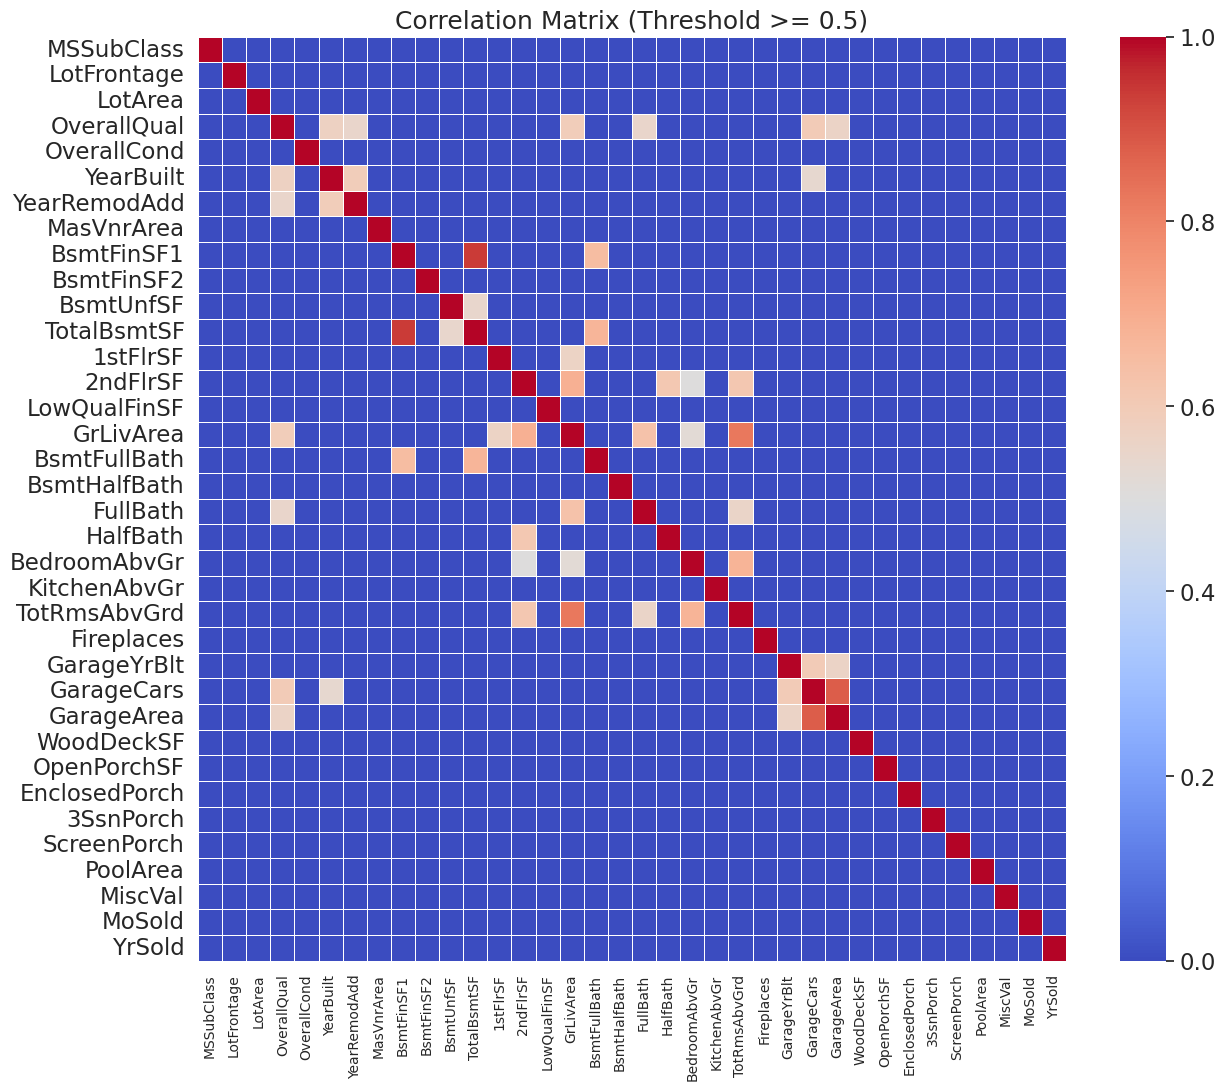 Correlation Matrix (Threshold >= 0.5)
MSSubClass
LotFrontage
LotArea
OverallQual
OverallCond
YearBuilt
YearRemodAdd
MasVnrArea
BsmtFinSF1
BsmtFinSF2
BsmtUnfSF
TotalBsmtSF
1stFlrSF
2ndFlrSF
LowQualFinSF
GrLivArea
BsmtFullBath
BsmtHalfBath
FullBath
HalfBath
BedroomAbvGr
KitchenAbvGr
TotRmsAbvGrd
Fireplaces
GarageYrBlt
GarageCars
GarageArea
WoodDeckSF
OpenPorchSF
EnclosedPorch
3SsnPorch
ScreenPorch
PoolArea
MiscVal
MoSold
YrSold
MSSubClass
LotFrontage
LotArea
OverallQual
OverallCond
YearBuilt
YearRemodAdd
MasVnrArea
BsmtFinSF1
BsmtFinSF2
BsmtUnfSF
TotalBsmtSF
1stFlrSF
2ndFlrSF
LowQualFinSF
GrLivArea
BsmtFullBath
BsmtHalfBath
FullBath
HalfBath
BedroomAbvGr
KitchenAbvGr
TotRmsAbvGrd
Fireplaces
GarageYrBlt
GarageCars
GarageArea
WoodDeckSF
OpenPorchSF
EnclosedPorch
3SsnPorch
ScreenPorch
PoolArea
MiscVal
MoSold
YrSold
1.0
0.8
0.6
0.4
0.2
0.0